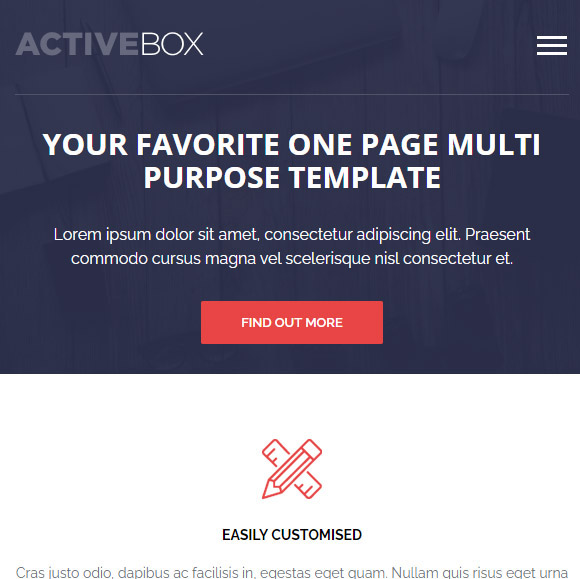 ACTIVEBOX
YOUR FAVORITE ONE PAGE MULTI
PURPOSE TEMPLATE
Lorem ipsum dolor sit amet, consectetur adipiscing elit. Praesent
commodo cursus magna vel scelerisque nisl consectetur et.
FIND OUT MORE
EASILY CUSTOMISED
Cras justo odio, dapibus ac facilisis in, egestas eget quam. Nullam quis risus eget urna